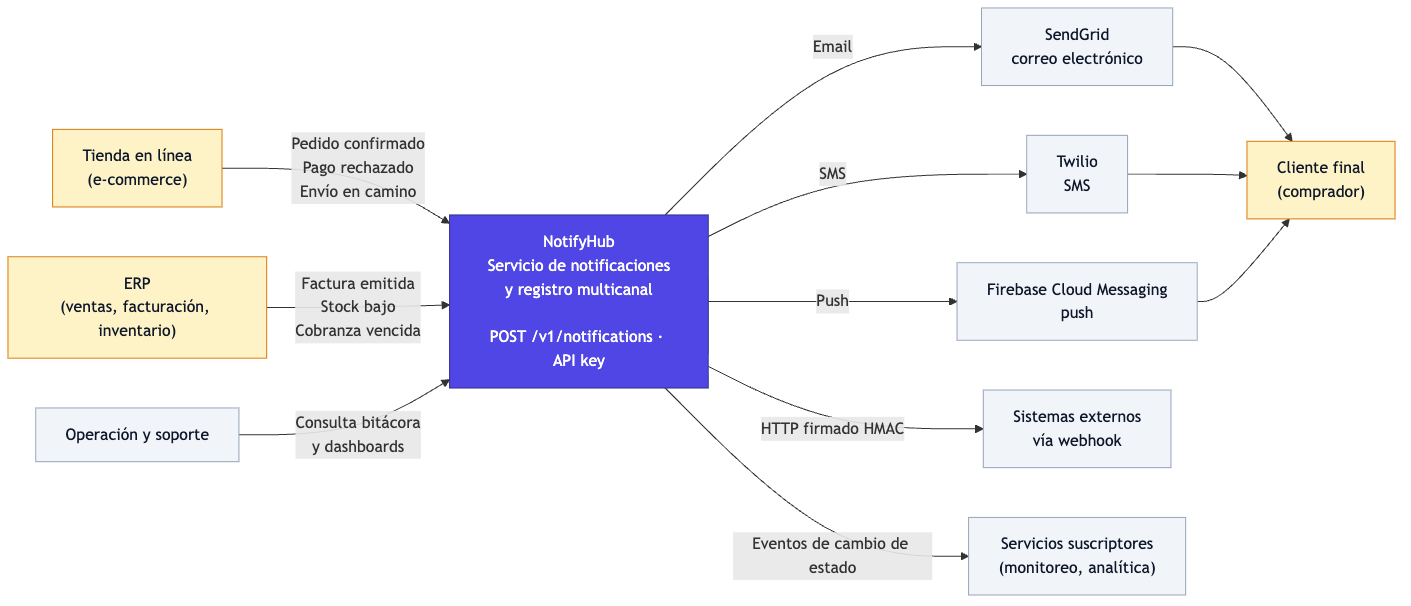 Tienda en línea
(e-commerce)
Pedido confirmado
Pago rechazado
Envío en camino
ERP
(ventas, facturación,
inventario)
Factura emitida
Stock bajo
Cobranza vencida
Operación y soporte
Consulta bitácora
y dashboards
NotifyHub
Servicio de notificaciones
y registro multicanal
POST /v1/notifications ·
API key
Email
SendGrid
correo electrónico
SMS
Twilio
SMS
Push
Firebase Cloud Messaging
push
HTTP firmado HMAC
Sistemas externos
vía webhook
Eventos de cambio de
estado
Servicios suscriptores
(monitoreo, analítica)
Cliente final
(comprador)